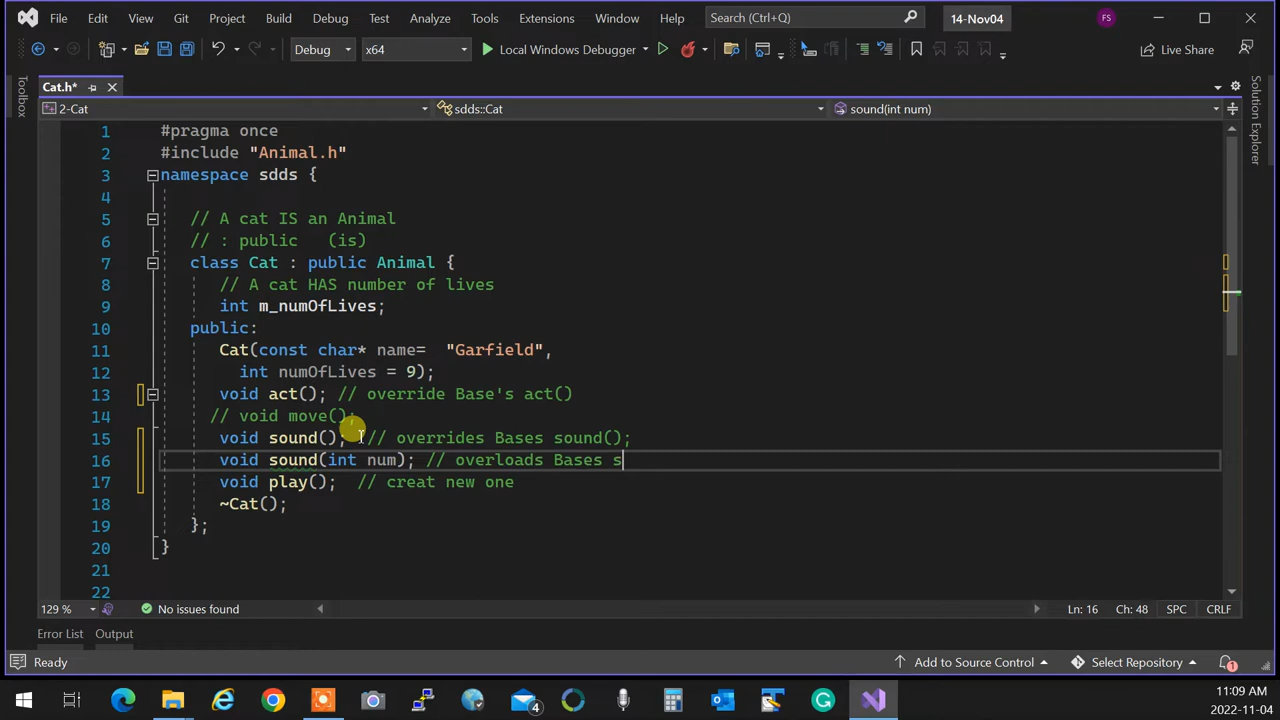 File Edit View Git Project Build Debug Test Analyze Tools Extensions Window Help Search (Ctrl+Q) 14-Nov04 FS
Debug x64 Local Windows Debugger Live Share
Cat.h*
Toolbox
2-Cat sdds::Cat sound(int num)
Solution Explorer
1 #pragma once
2 #include "Animal.h"
3 namespace sdds {
4
5 // A cat IS an Animal
6 // : public (is)
7 class Cat : public Animal {
8 // A cat HAS number of lives
9 int m_numOfLives;
10 public:
11 Cat(const char* name= "Garfield",
12 int numOfLives = 9);
13 void act(); // override Base's act()
14 // void move();
15 void sound(); // overrides Bases sound();
16 void sound(int num); // overloads Bases s
17 void play(); // creat new one
18 ~Cat();
19 };
20 }
21
22
129 % No issues found Ln: 16 Ch: 48 SPC CRLF
Error List Output
Ready Add to Source Control Select Repository 1
4
11:09 AM
2022-11-04